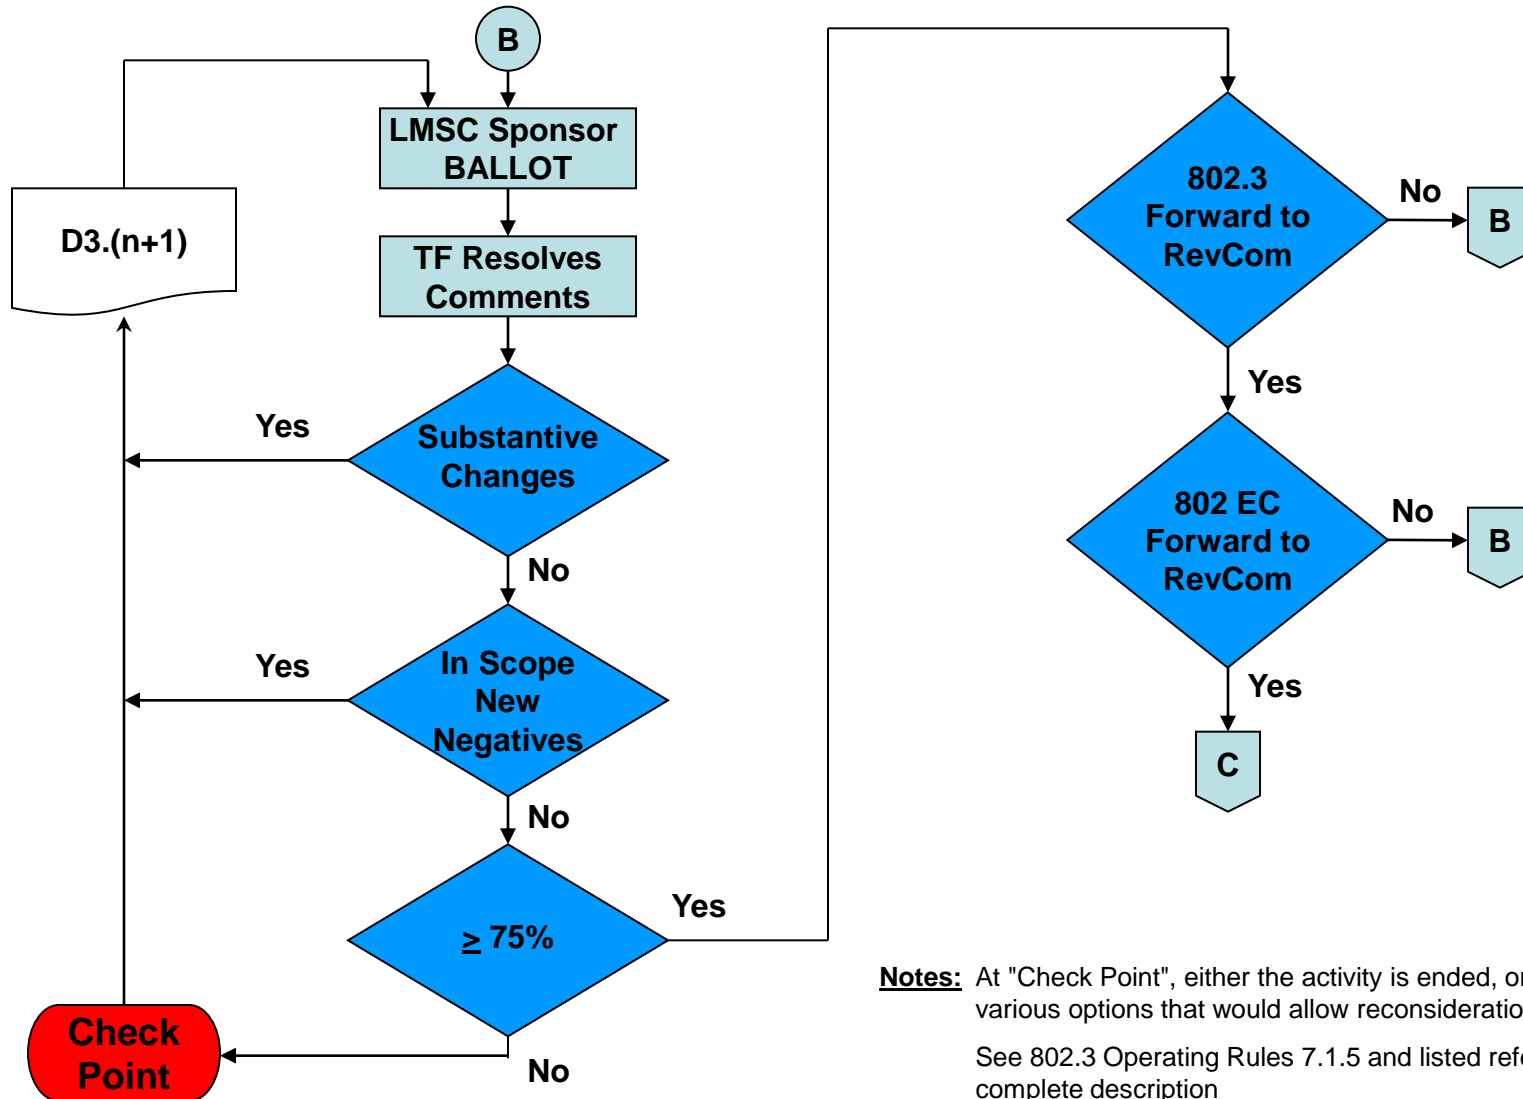 B
LMSC Sponsor
BALLOT
D3.(n+1)
TF Resolves
Comments
Yes
Substantive
Changes
No
Yes
In Scope
New
Negatives
No
≥ 75%
Yes
No
Check
Point
802.3
Forward to
RevCom
No
B
Yes
802 EC
Forward to
RevCom
No
B
Yes
C
Notes: At "Check Point", either the activity is ended, or
various options that would allow
See 802.3 Operating Rules 7.1.5 and listed
complete description